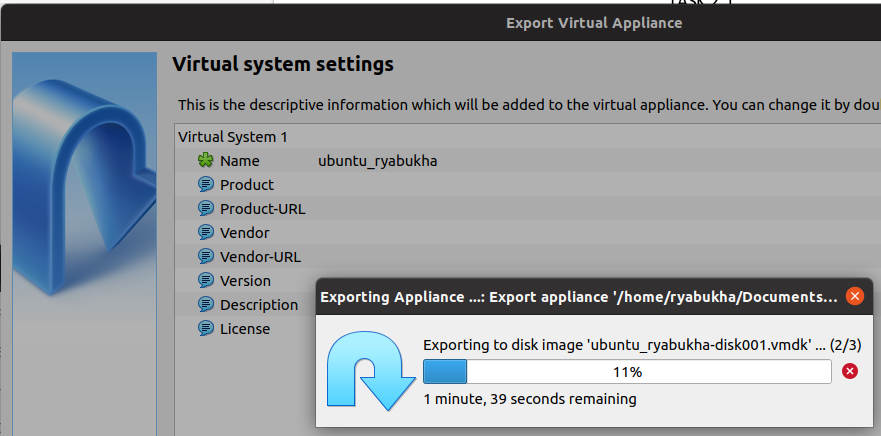 Export Virtual Appliance
Virtual system settings
This is the descriptive information which will be added to the virtual appliance. You can change it by dou
Virtual System 1
Name ubuntu_ryabukha
Product
Product-URL
Vendor
Vendor-URL
Version
Description
License
Exporting Appliance ...: Export appliance '/home/ryabukha/Documents...
Exporting to disk image 'ubuntu_ryabukha-disk001.vmdk' ... (2/3)
11%
1 minute, 39 seconds remaining